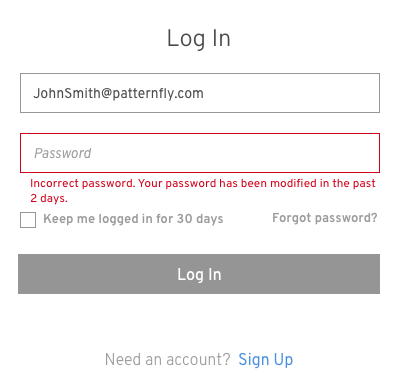 Log In
JohnSmith@patternfly.com
Password
Incorrect password. Your password has been modified in the past
2 days.
Keep me logged in for 30 days Forgot password?
Log In
Need an account? Sign Up